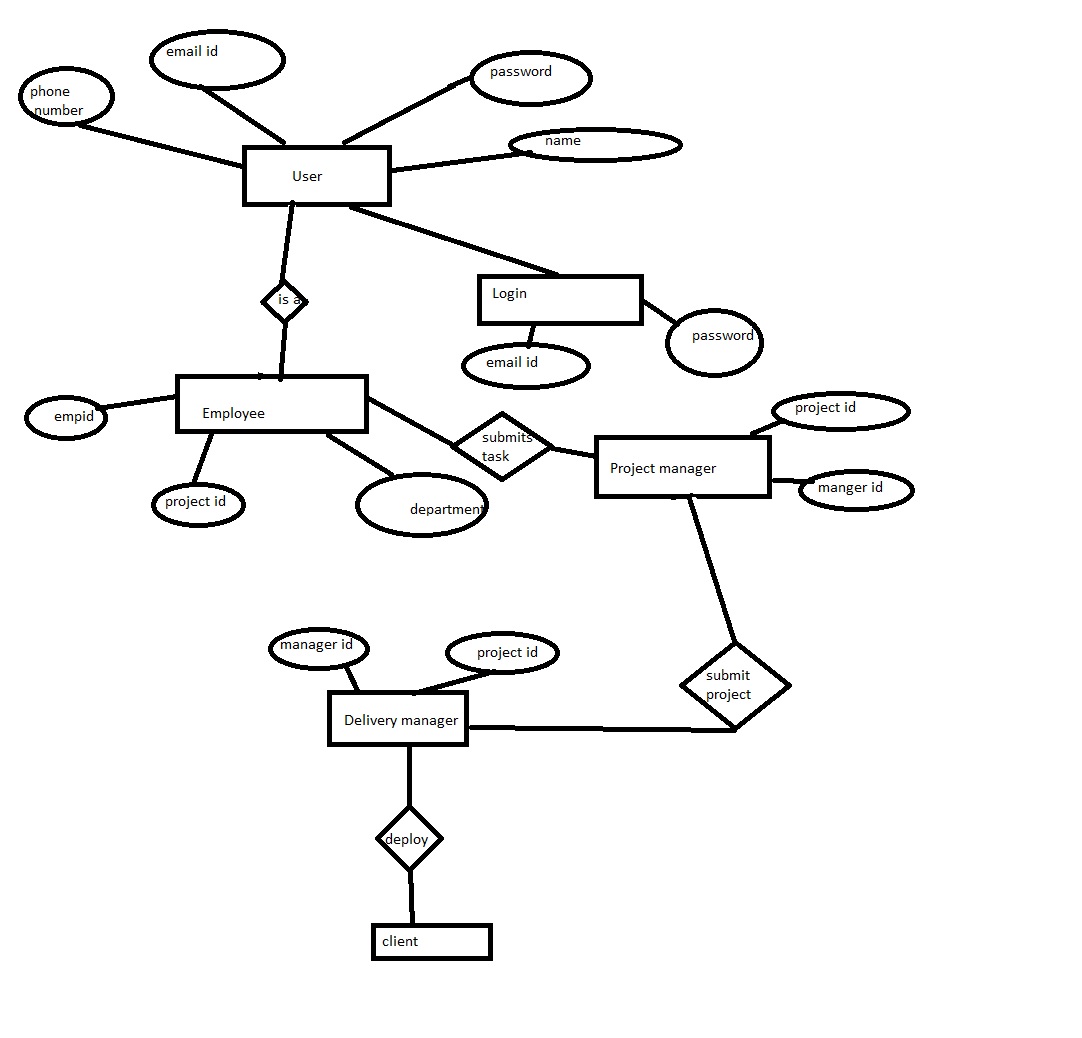 email id
password
phone
number
name
User
is a
Login
password
email id
Employee
empid
project id
submits
task
Project manager
project id
manger id
department
manager id
project id
submit
project
Delivery manager
deploy
client